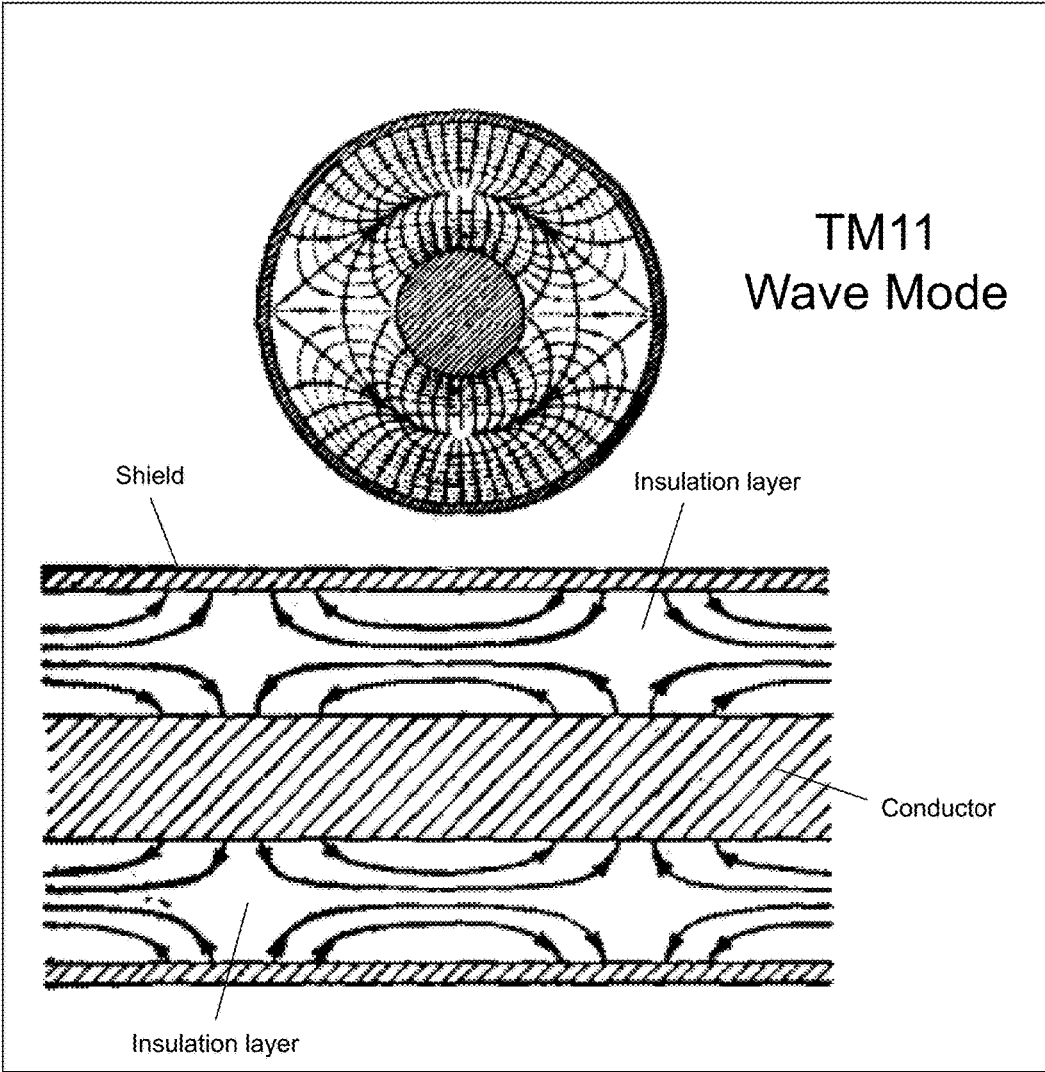 TM11
Wave Mode
Shield
Insulation layer
Conductor
Insulation layer